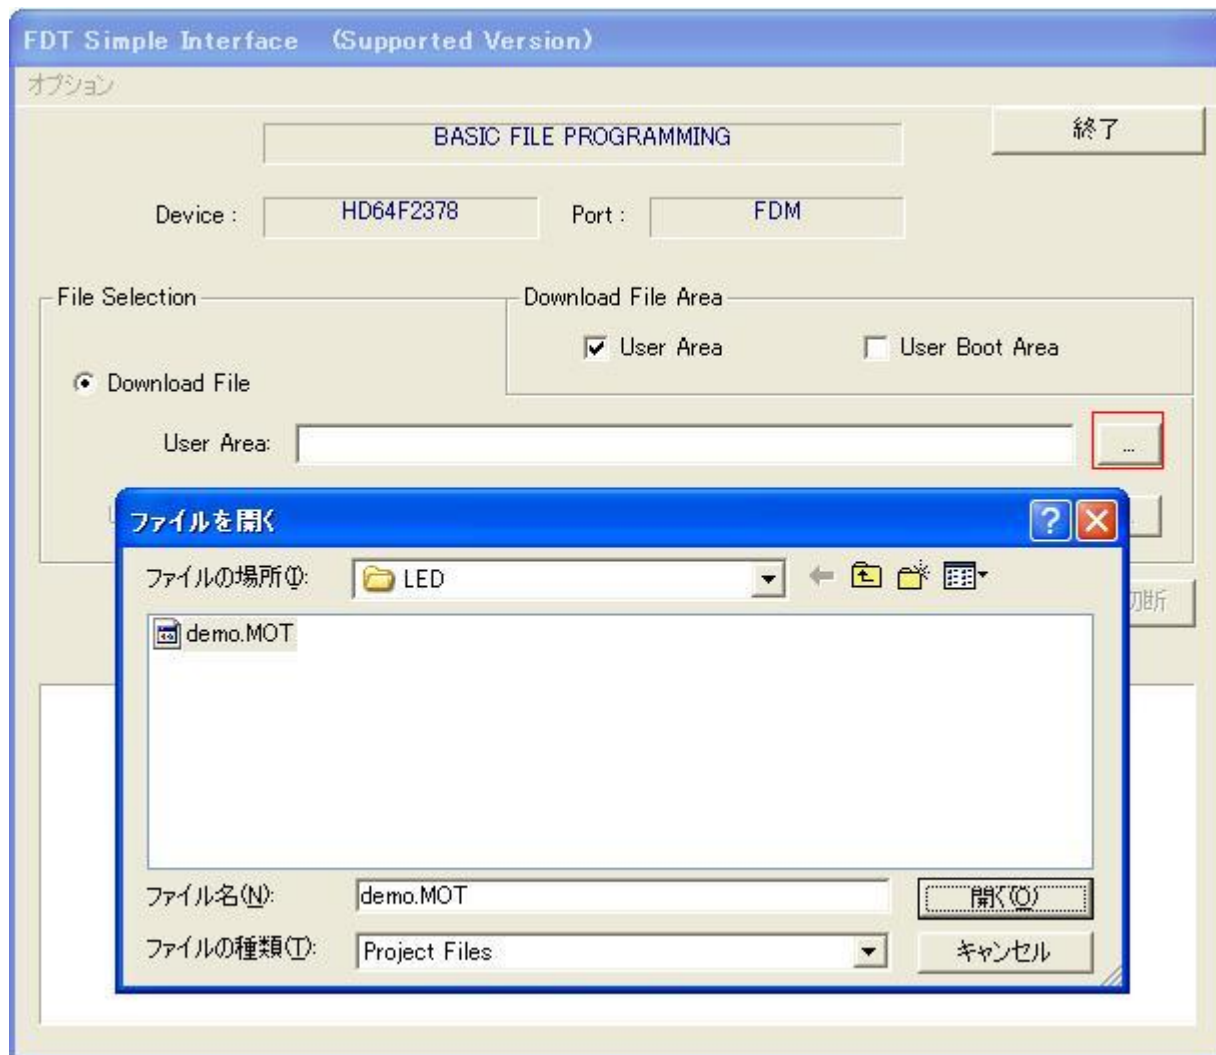 FDT Simple Interface (Supported Version)
オプション
BASIC FILE PROGRAMMING
終了
Device : HD64F2378 Port : FDM
File Selection
Download File Area
User Area
User Boot Area
Download File
User Area:
...
ファイルを開く
ファイルの場所(I):
LED
切断
demo.MOT
ファイル名(N):
demo.MOT
開く(O)
ファイルの種類(T):
Project Files
キャンセル